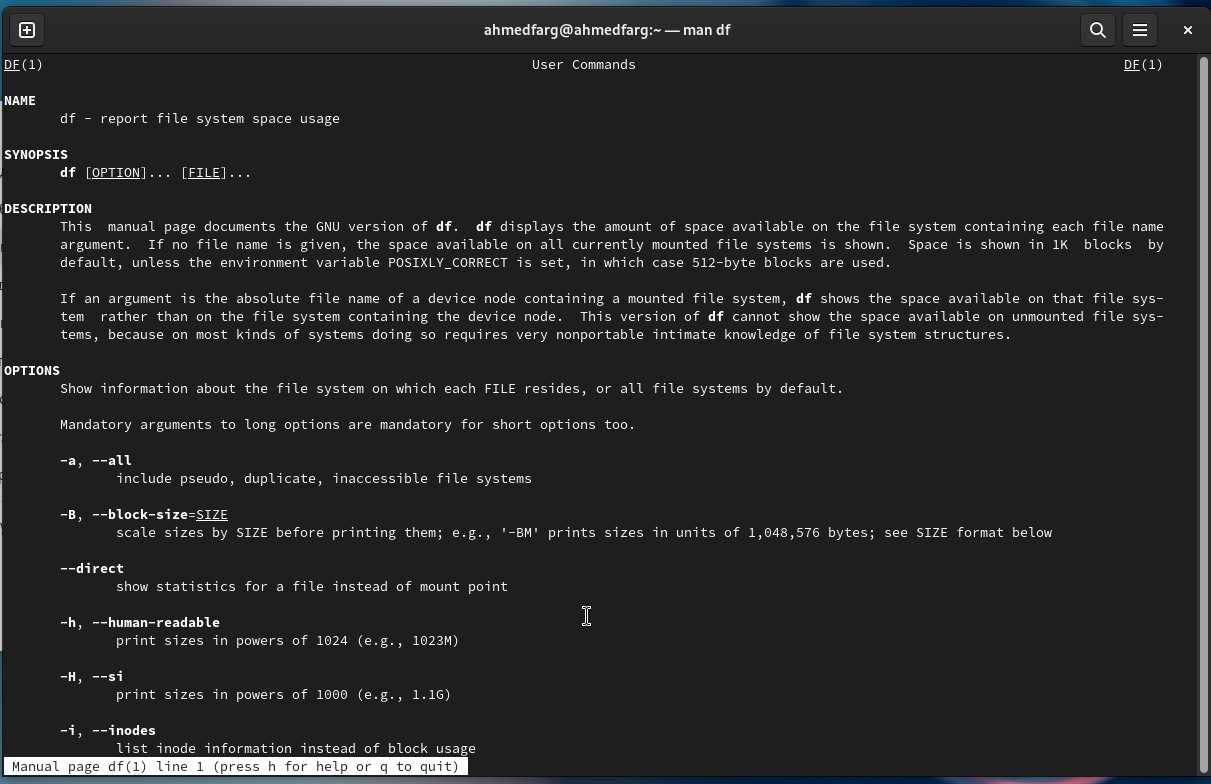 ahmedfarg@ahmedfarg:~ — man df
DF(1) User Commands DF(1)
NAME
df - report file system space usage
SYNOPSIS
df [OPTION]... [FILE]...
DESCRIPTION
This  manual page documents the GNU version of df.  df displays the amount of space available on the file system containing each file name
argument.  If no file name is given, the space available on all currently mounted file systems is shown.  Space is shown in 1K  blocks  by
default, unless the environment variable POSIXLY_CORRECT is set, in which case 512-byte blocks are used.
If an argument is the absolute file name of a device node containing a mounted file system, df shows the space available on that file sys-
tem  rather than on the file system containing the device node.  This version of df cannot show the space available on unmounted file sys-
tems, because on most kinds of systems doing so requires very nonportable intimate knowledge of file system structures.
OPTIONS
Show information about the file system on which each FILE resides, or all file systems by default.
Mandatory arguments to long options are mandatory for short options too.
-a, --all
include pseudo, duplicate, inaccessible file systems
-B, --block-size=SIZE
scale sizes by SIZE before printing them; e.g., '-BM' prints sizes in units of 1,048,576 bytes; see SIZE format below
--direct
show statistics for a file instead of mount point
-h, --human-readable
print sizes in powers of 1024 (e.g., 1023M)
-H, --si
print sizes in powers of 1000 (e.g., 1.1G)
-i, --inodes
list inode information instead of block usage
Manual page df(1) line 1 (press h for help or q to quit)